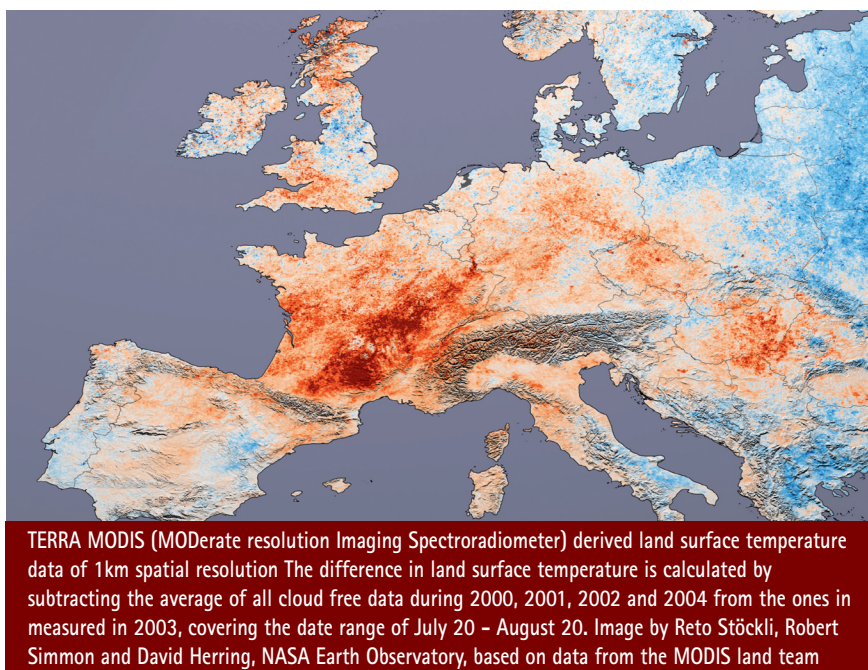 TERRA MODIS (MODerate resolution Imaging Spectroradiometer) derived land surface temperature
data of 1km spatial resolution The difference in land surface temperature is calculated by
subtracting the average of all cloud free data during 2000, 2001, 2002 and 2004 from the ones in
measured in 2003, covering the date range of July 20 - August 20. Image by Reto Stöckli, Robert
Simmon and David Herring, NASA Earth Observatory, based on data from the MODIS land team